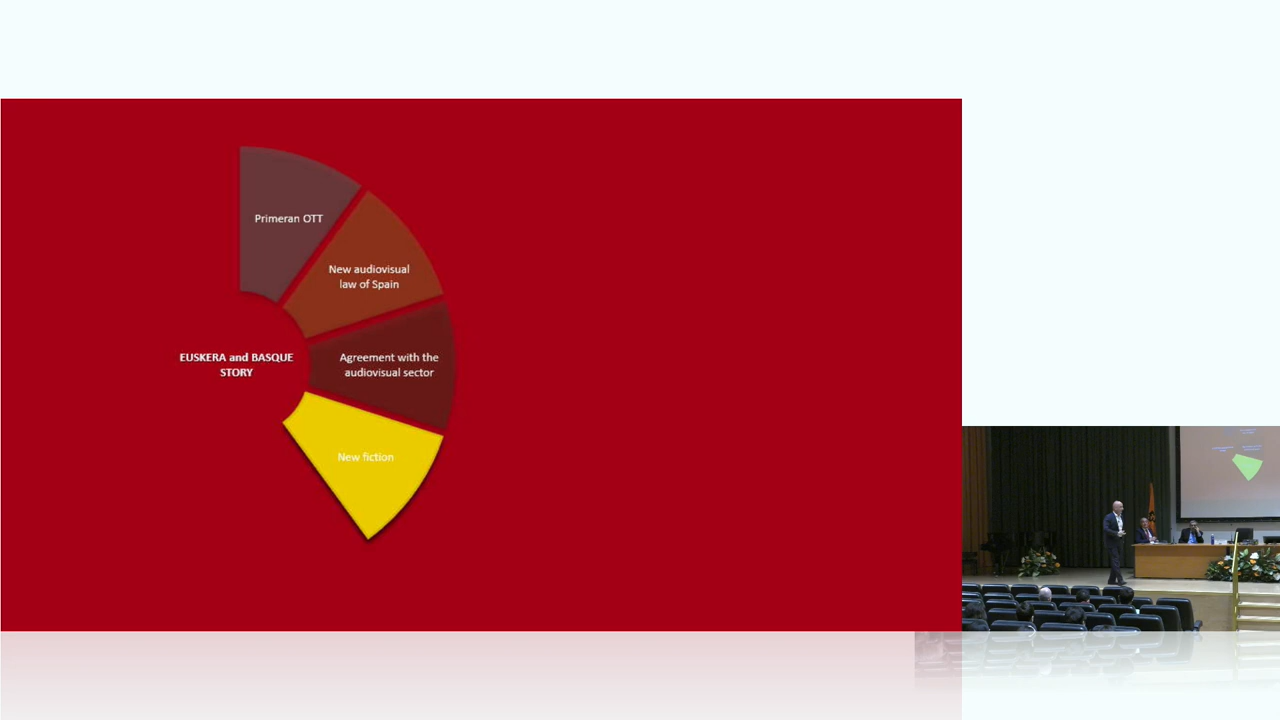 Primeran OTT
New audiovisual
law of Spain
EUSKERA and BASQUE
STORY
Agreement with the
audiovisual sector
New fiction